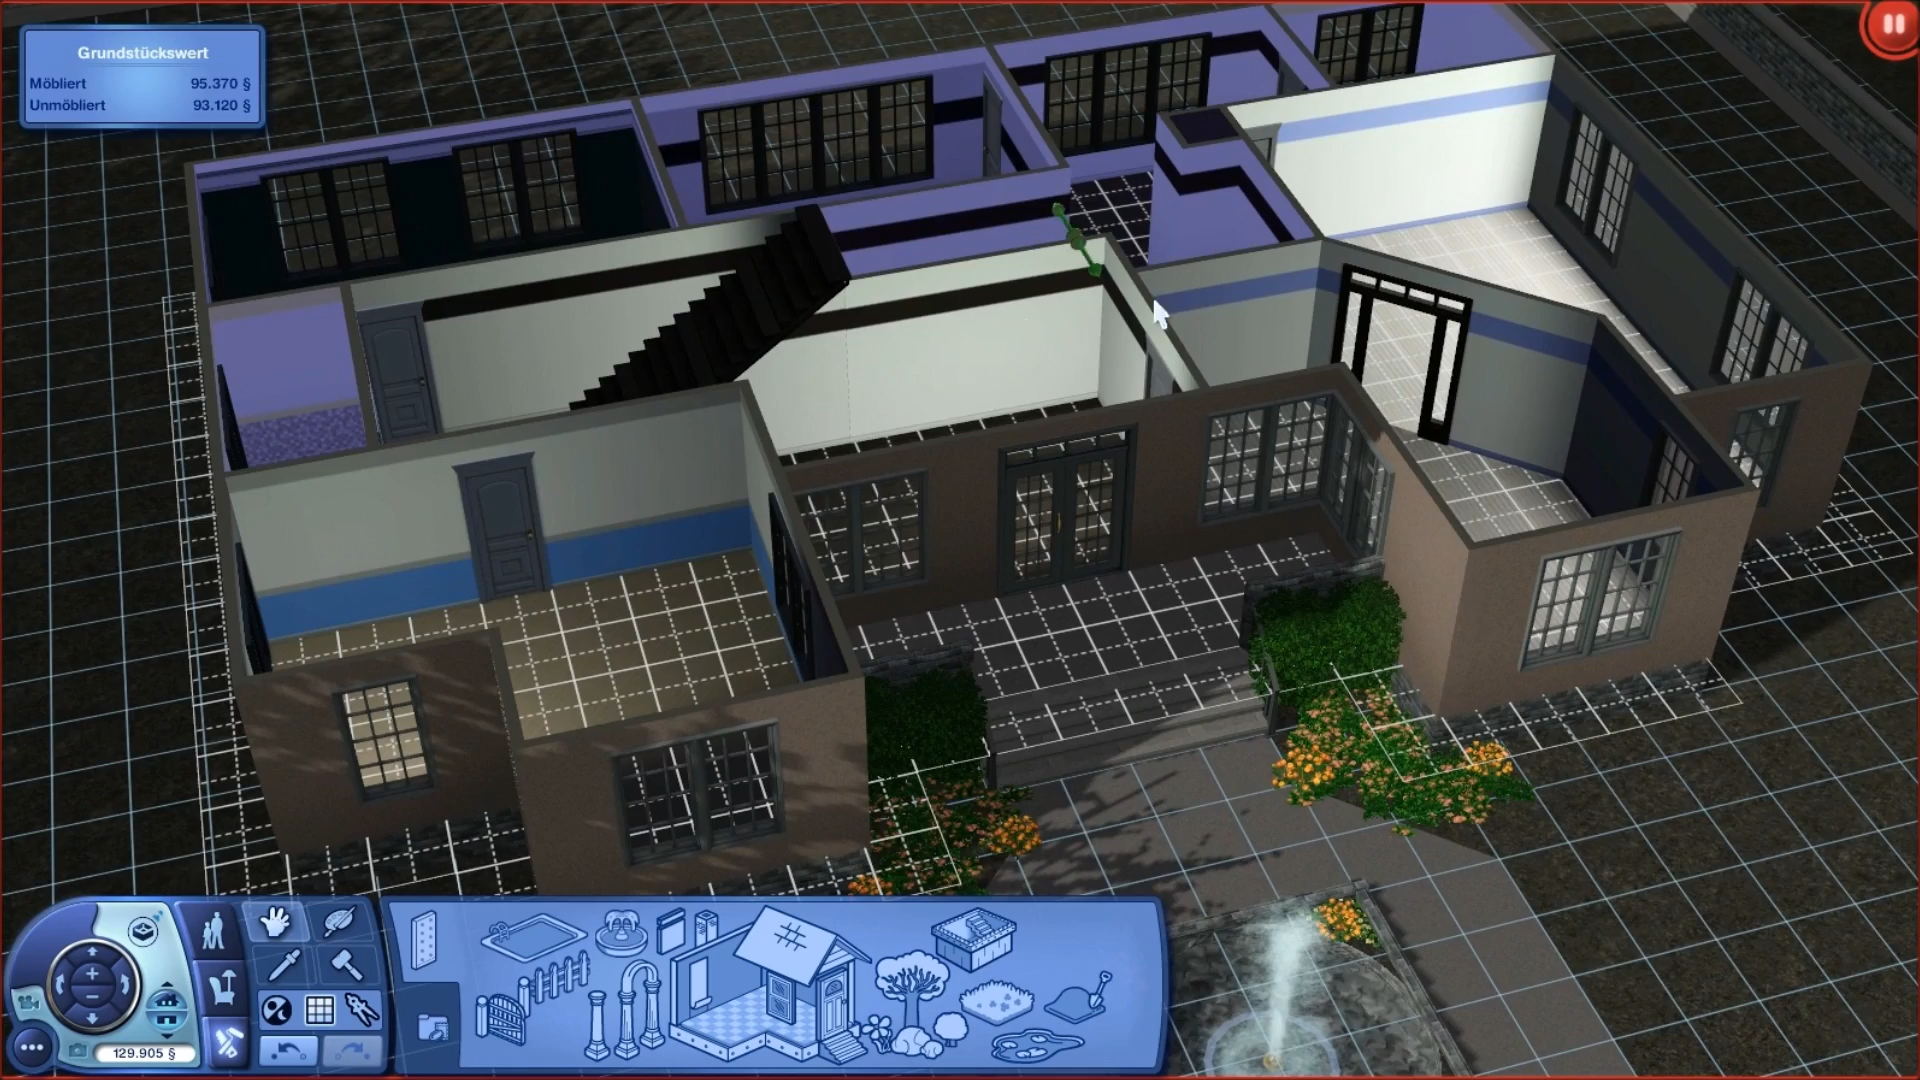 Grundstückswert
Möbliert 95.370 §
Unmöbliert 93.120 §
129.905 §